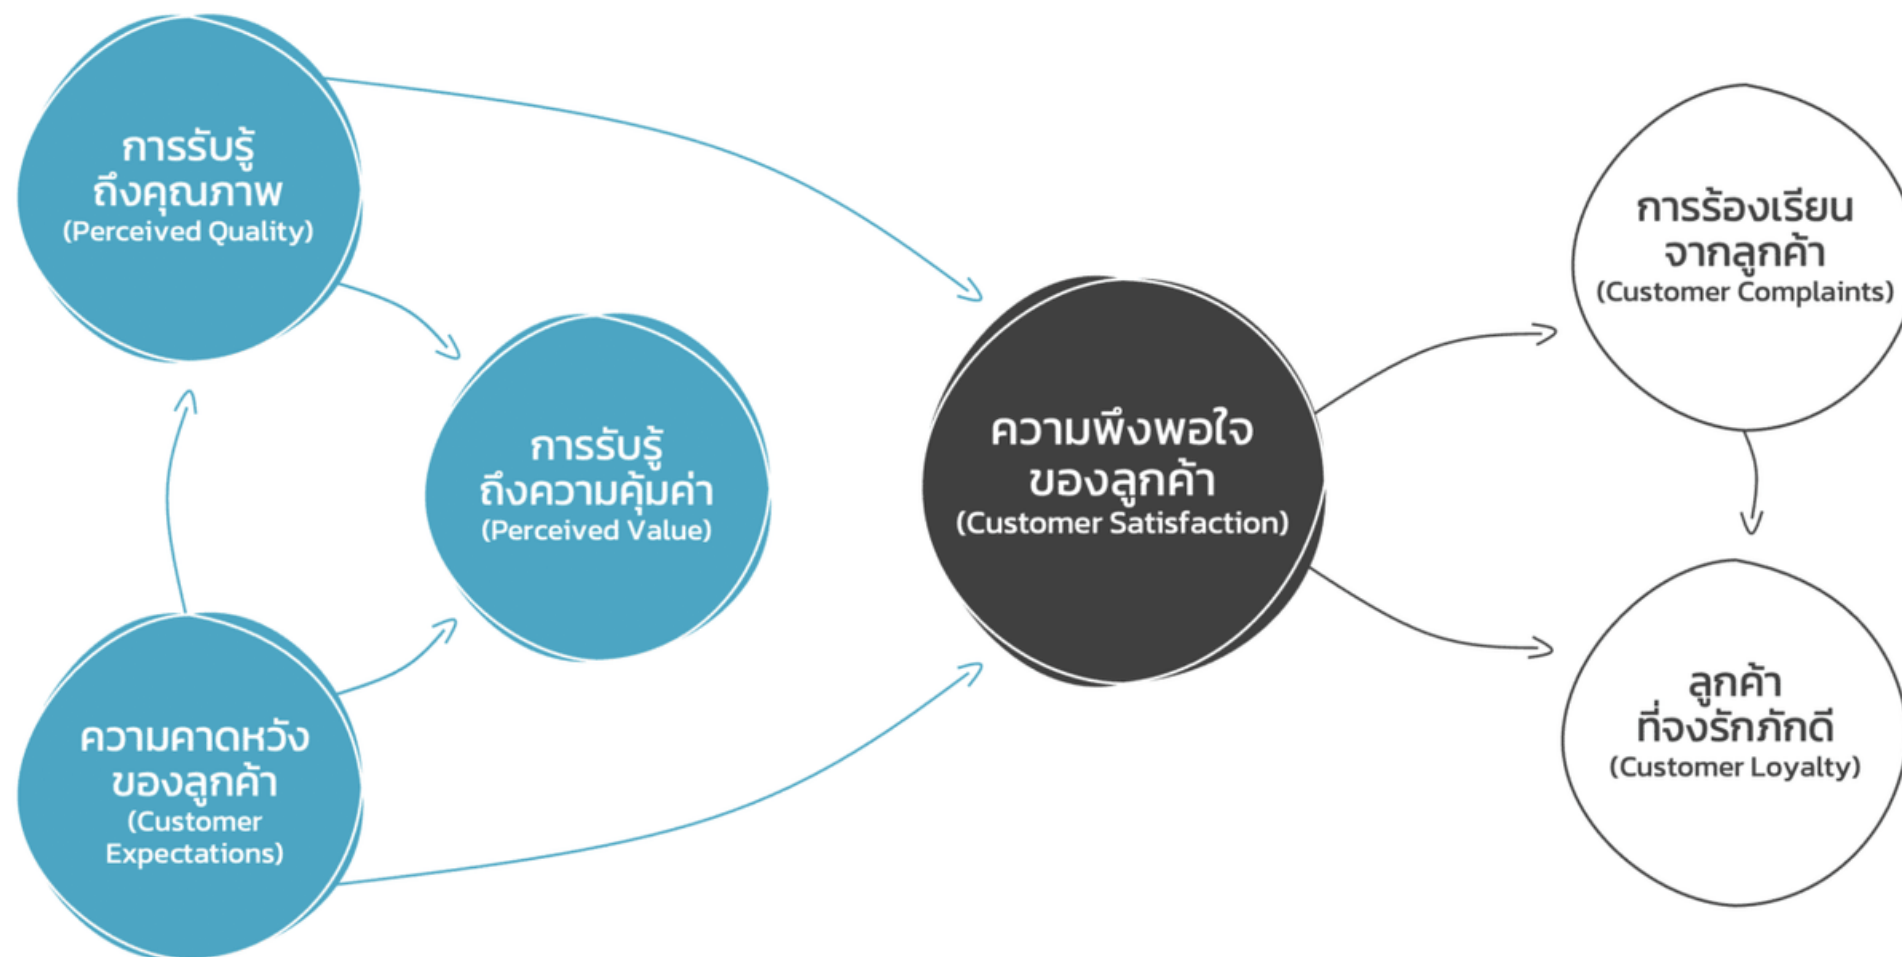 การรับรู้
ถึงคุณภาพ
(Perceived Quality)
การรับรู้
ถึงความคุ้มค่า
(Perceived Value)
ความคาดหวัง
ของลูกค้า
(Customer
Expectations)
ความพึงพอใจ
ของลูกค้า
(Customer Satisfaction)
การร้องเรียน
จากลูกค้า
(Customer Complaints)
ลูกค้า
ที่จงรักภักดี
(Customer Loyalty)